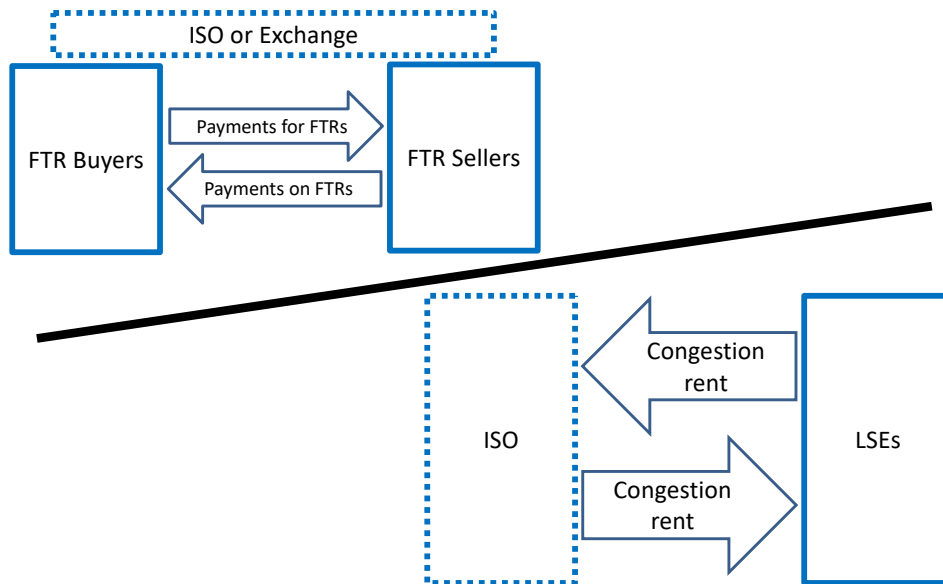 ISO or Exchange
FTR Buyers
Payments for FTRs
Payments on FTRs
FTR Sellers
ISO
Congestion
rent
Congestion
rent
LSEs